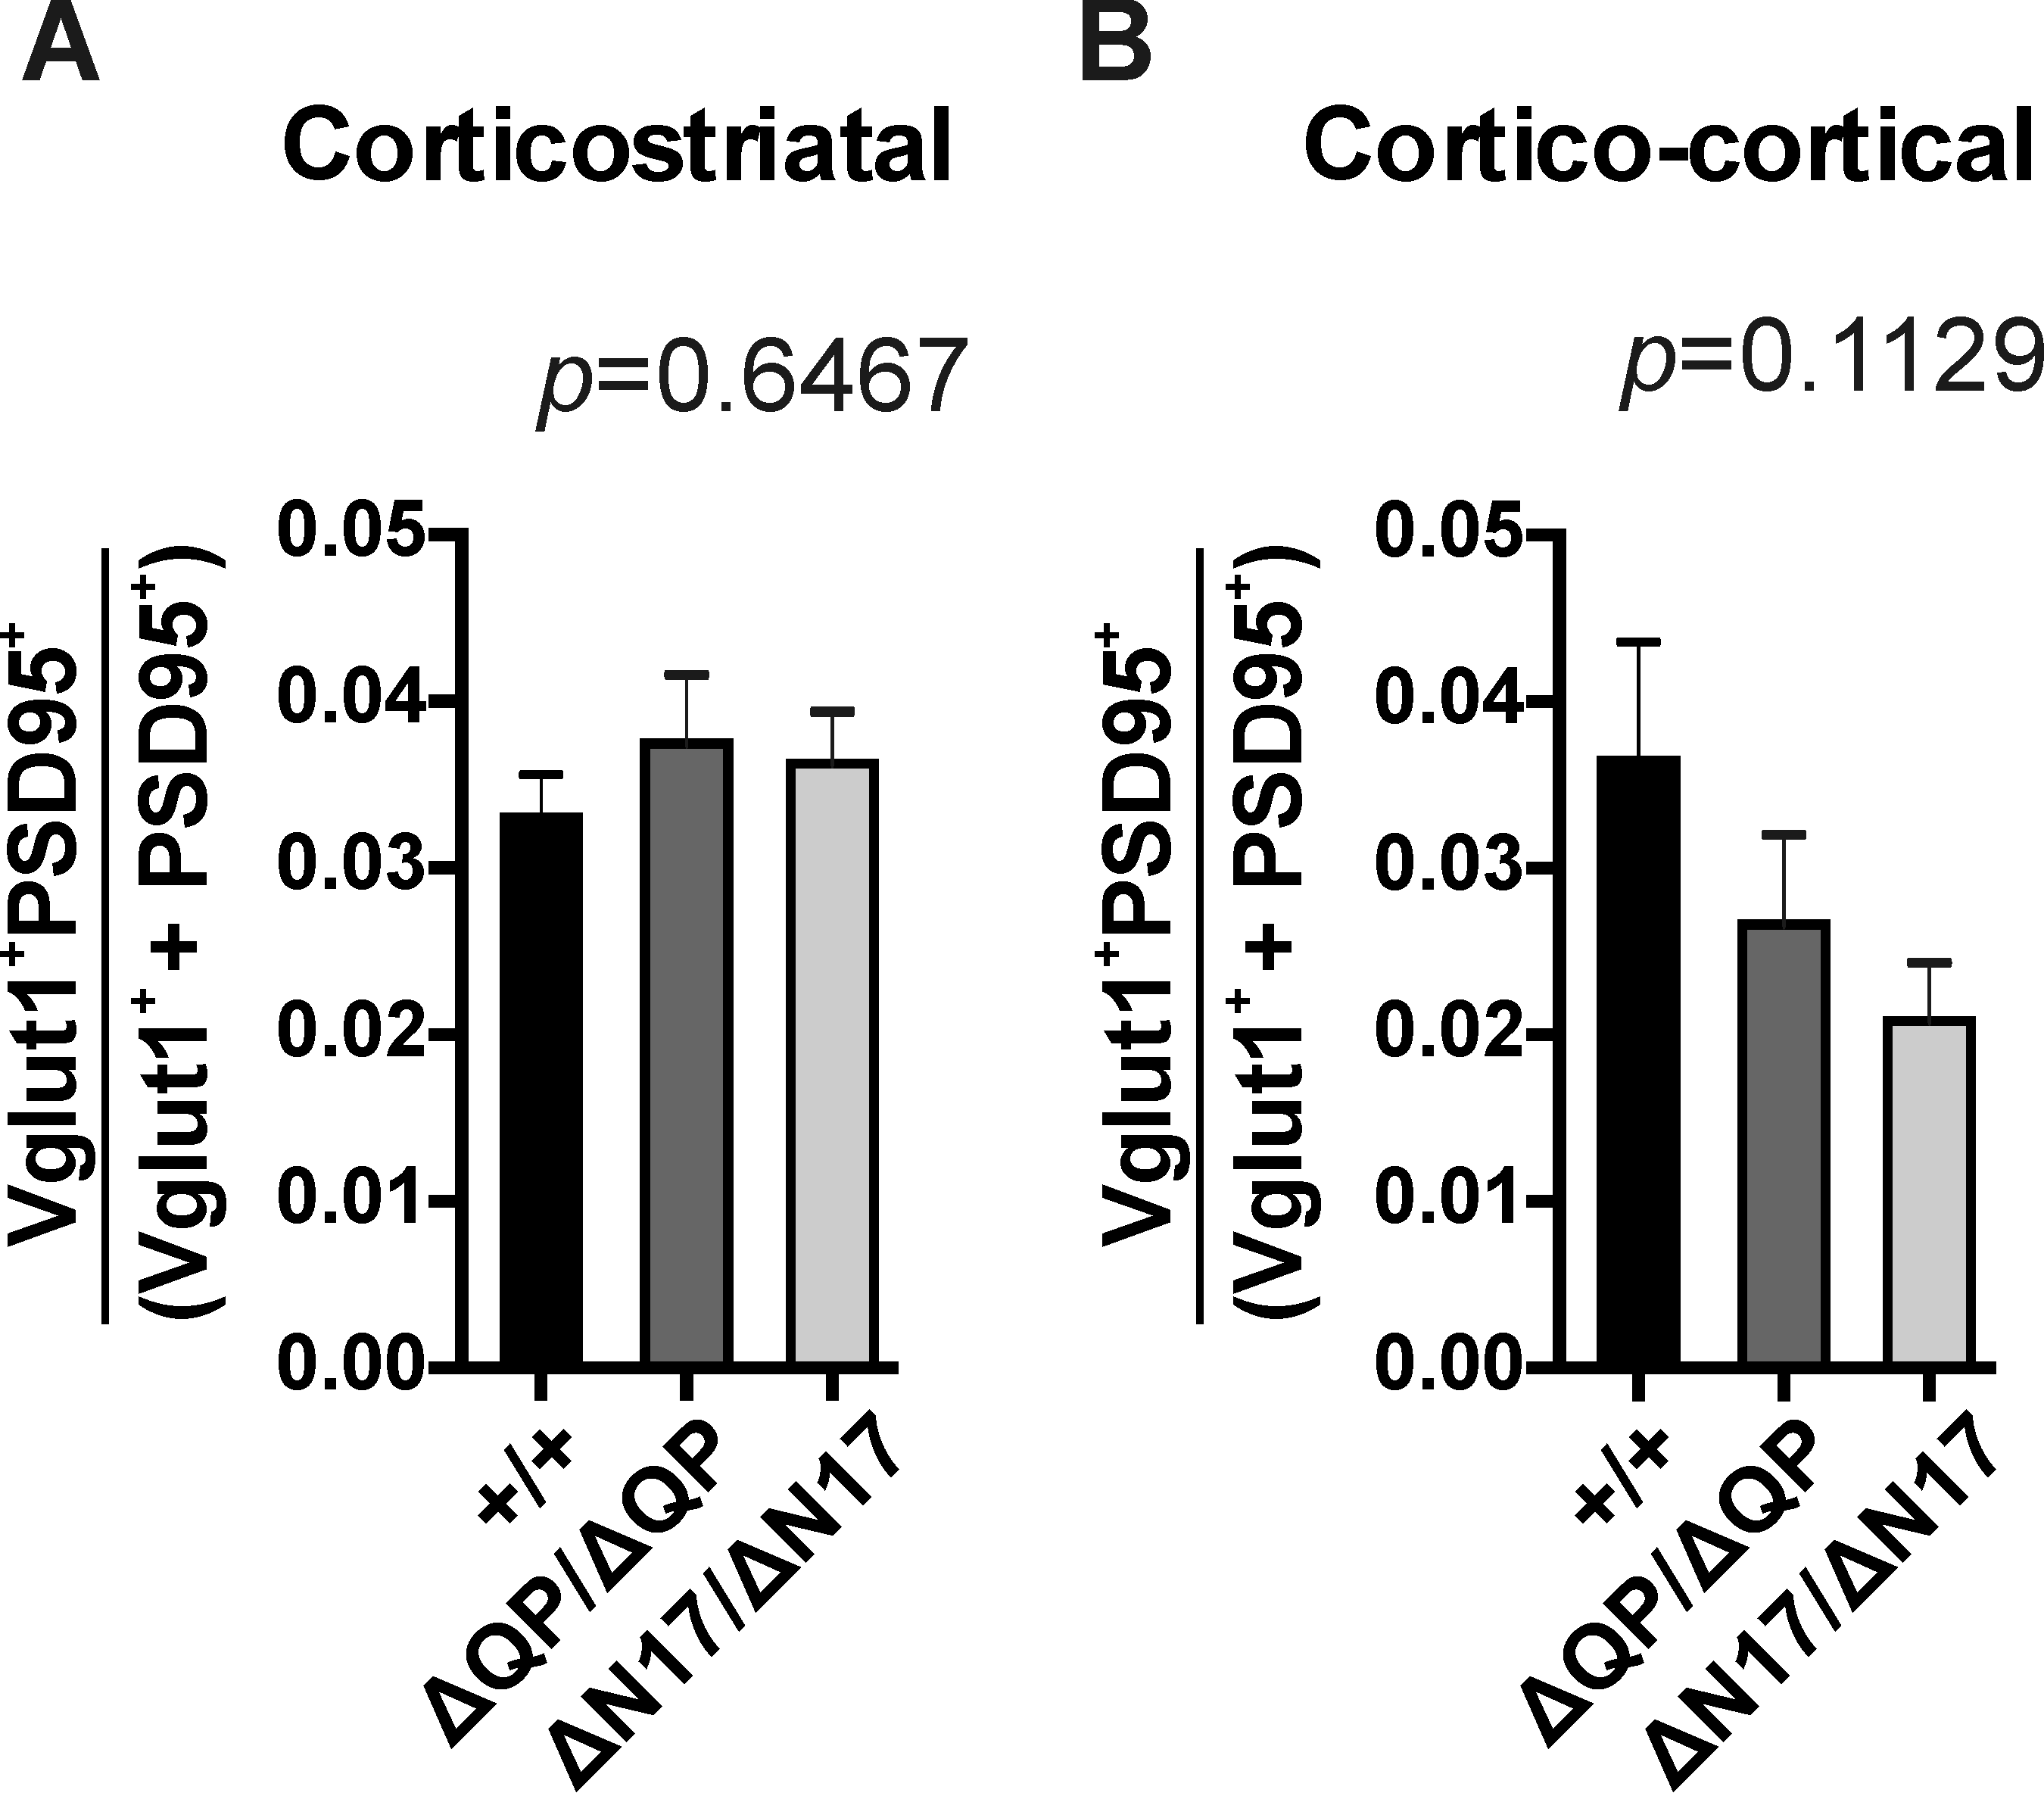 A
Corticostriatal
p=0.6467
Vglut1⁺PSD95⁺
(Vglut1⁺ + PSD95⁺)
0.05
0.04
0.03
0.02
0.01
0.00
+/+
ΔQP/ΔQP
ΔN17/ΔN17
B
Cortico-cortical
p=0.1129
Vglut1⁺PSD95⁺
(Vglut1⁺ + PSD95⁺)
0.05
0.04
0.03
0.02
0.01
0.00
+/+
ΔQP/ΔQP
ΔN17/ΔN17